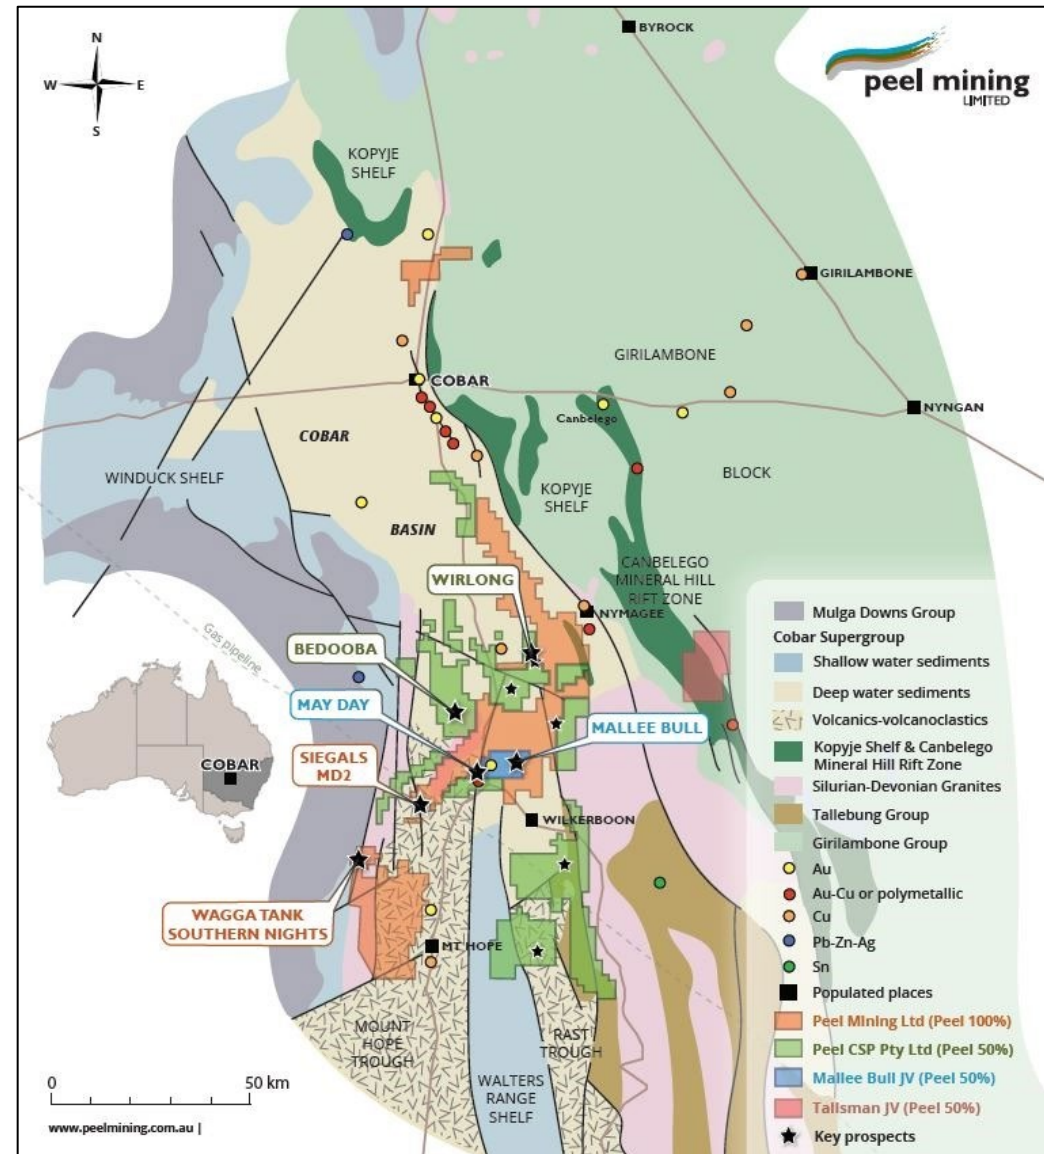 BYROCK
peel mining
LIMITED
N
W E
S
KOPYJE
SHELF
GIRILAMBONE
GIRILAMBONE
COBAR
NYNGAN
Canbelego
COBAR
BLOCK
WINDUCK SHELF
KOPYJE
SHELF
BASIN
CANBELEGO
MINERAL HILL
RIFT ZONE
WIRLONG
NYMAGEE
Gas pipeline
BEDOOBA
MAY DAY
MALLEE BULL
SIEGALS
MD2
COBAR
WILKERBOON
WAGGA TANK
SOUTHERN NIGHTS
MT HOPE
MOUNT
HOPE
TROUGH
RAST
TROUGH
WALTERS
RANGE
SHELF
0 50 km
www.peelmining.com.au |
Mulga Downs Group
Cobar Supergroup
Shallow water sediments
Deep water sediments
Volcanics-volcanoclastics
Kopyje Shelf & Canbelego
Mineral Hill Rift Zone
Silurian-Devonian Granites
Tallebung Group
Girilambone Group
Au
Au-Cu or polymetallic
Cu
Pb-Zn-Ag
Sn
Populated places
Peel Mining Ltd (Peel 100%)
Peel CSP Pty Ltd (Peel 50%)
Mallee Bull JV (Peel 50%)
Tallsman JV (Peel 50%)
Key prospects